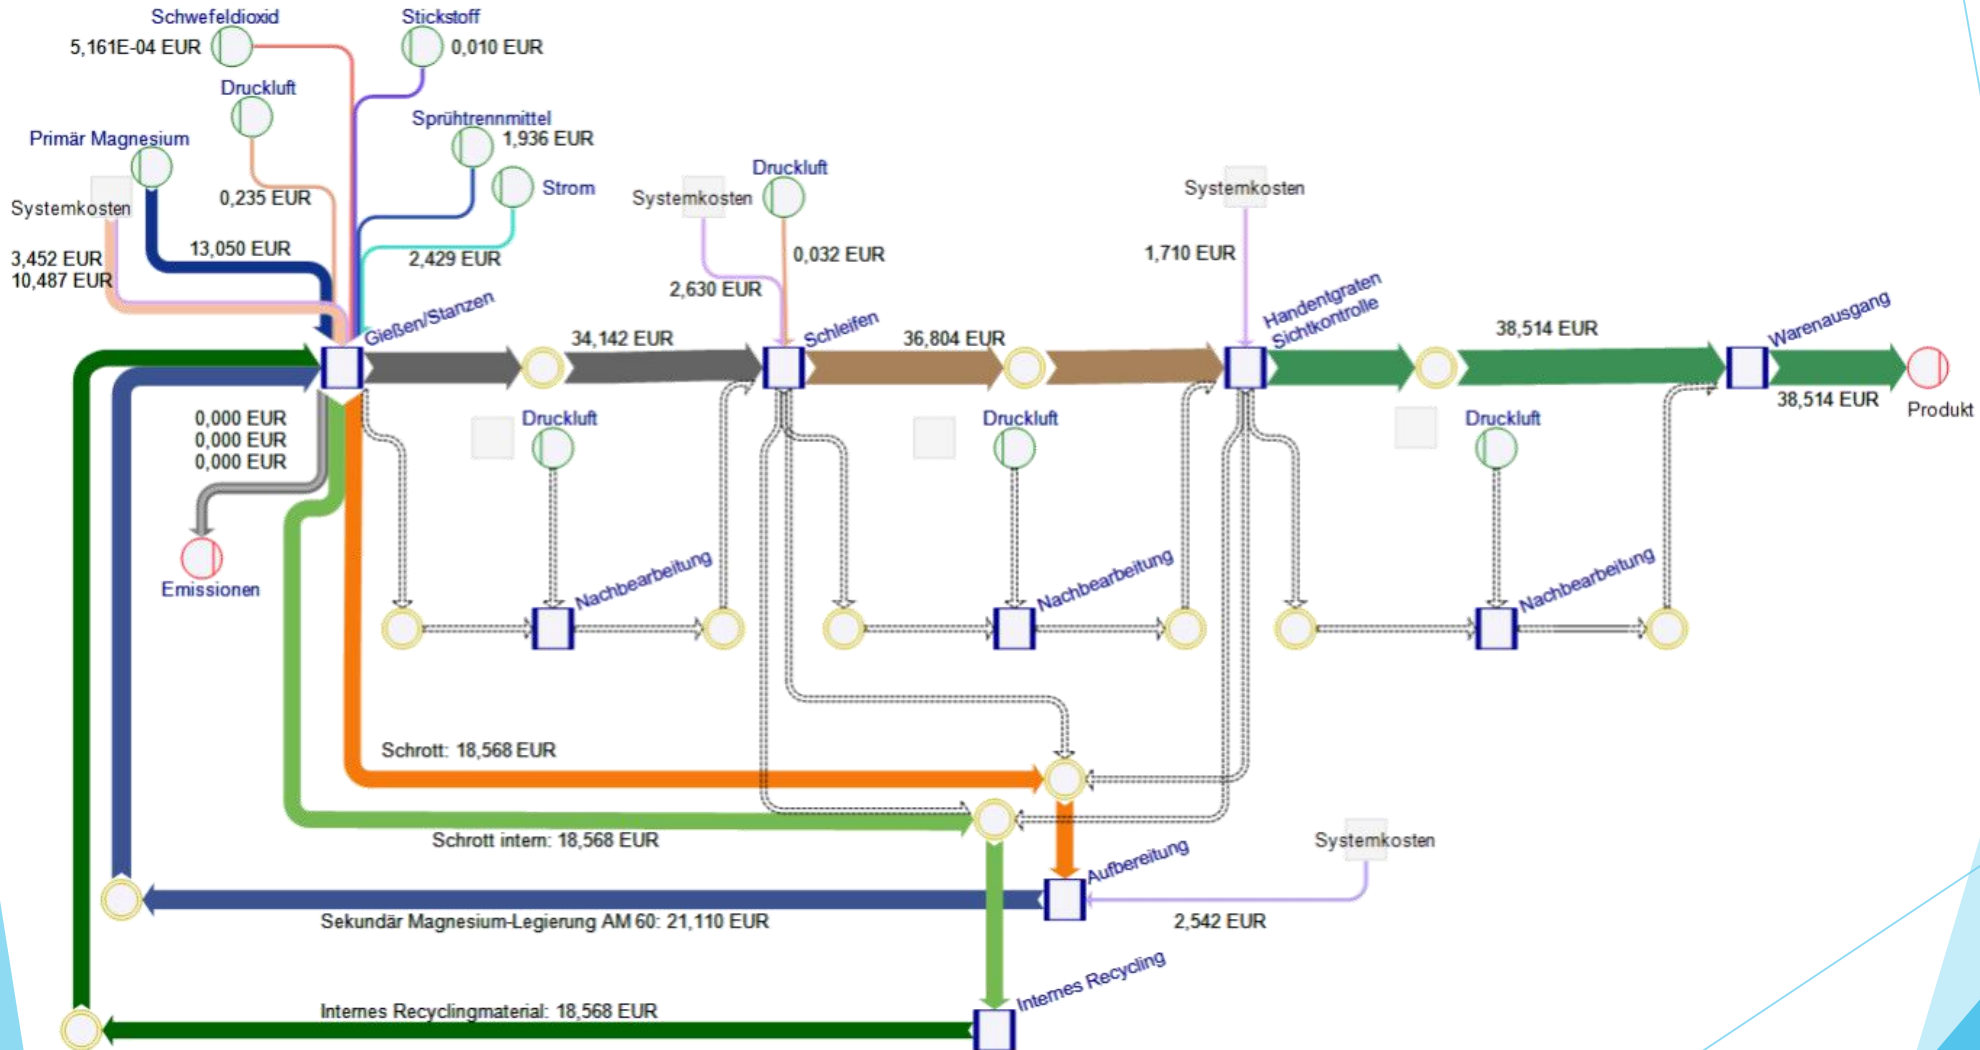 Schwefeldioxid
5,161E-04 EUR
Stickstoff
0,010 EUR
Druckluft
0,235 EUR
Sprühtrennmittel
1,936 EUR
Primär Magnesium
13,050 EUR
Strom
2,429 EUR
Systemkosten
3,452 EUR
10,487 EUR
Gießen/Stanzen
34,142 EUR
Systemkosten
2,630 EUR
Druckluft
0,032 EUR
Schleifen
36,804 EUR
Systemkosten
1,710 EUR
Handentgraten
Sichtkontrolle
38,514 EUR
Warenausgang
38,514 EUR
Produkt
0,000 EUR
0,000 EUR
0,000 EUR
Emissionen
Druckluft
Nachbearbeitung
Druckluft
Nachbearbeitung
Druckluft
Nachbearbeitung
Schrott: 18,568 EUR
Schrott intern: 18,568 EUR
Systemkosten
2,542 EUR
Aufbereitung
Sekundär Magnesium-Legierung AM 60: 21,110 EUR
Internes Recycling
Internes Recyclingmaterial: 18,568 EUR